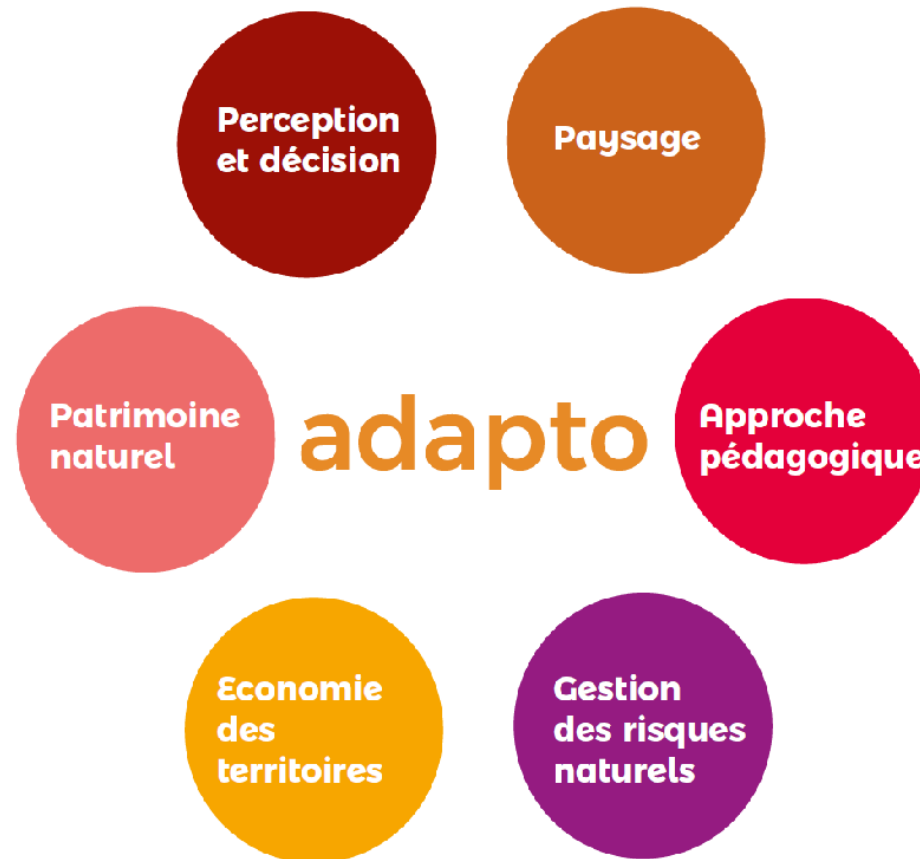 Perception
et décision
Paysage
Patrimoine
naturel
adapto
Approche
pédagogique
Economie
des
territoires
Gestion
des risques
naturels